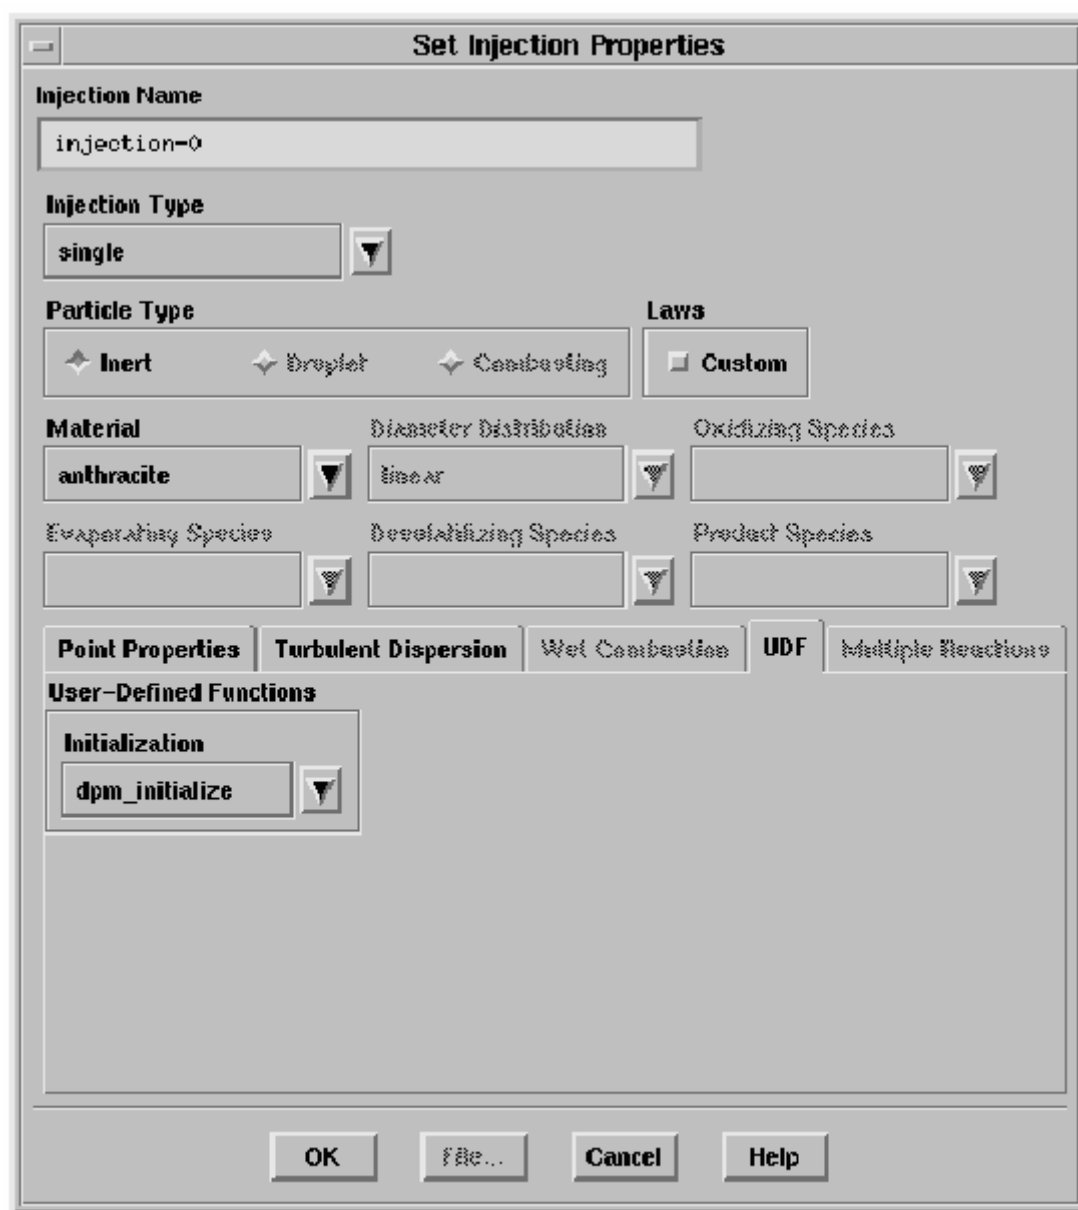 Set Injection Properties
Injection Name
injection-0
Injection Type
single
Particle Type Laws
Inert Droplet Combusting Custom
Material Diameter Distribution Oxidizing Species
anthracite linear
Evaporating Species Devolatilizing Species Product Species
Point Properties Turbulent Dispersion Wet Combustion UDF Multiple Reactions
User-Defined Functions
Initialization
dpm_initialize
OK File... Cancel Help